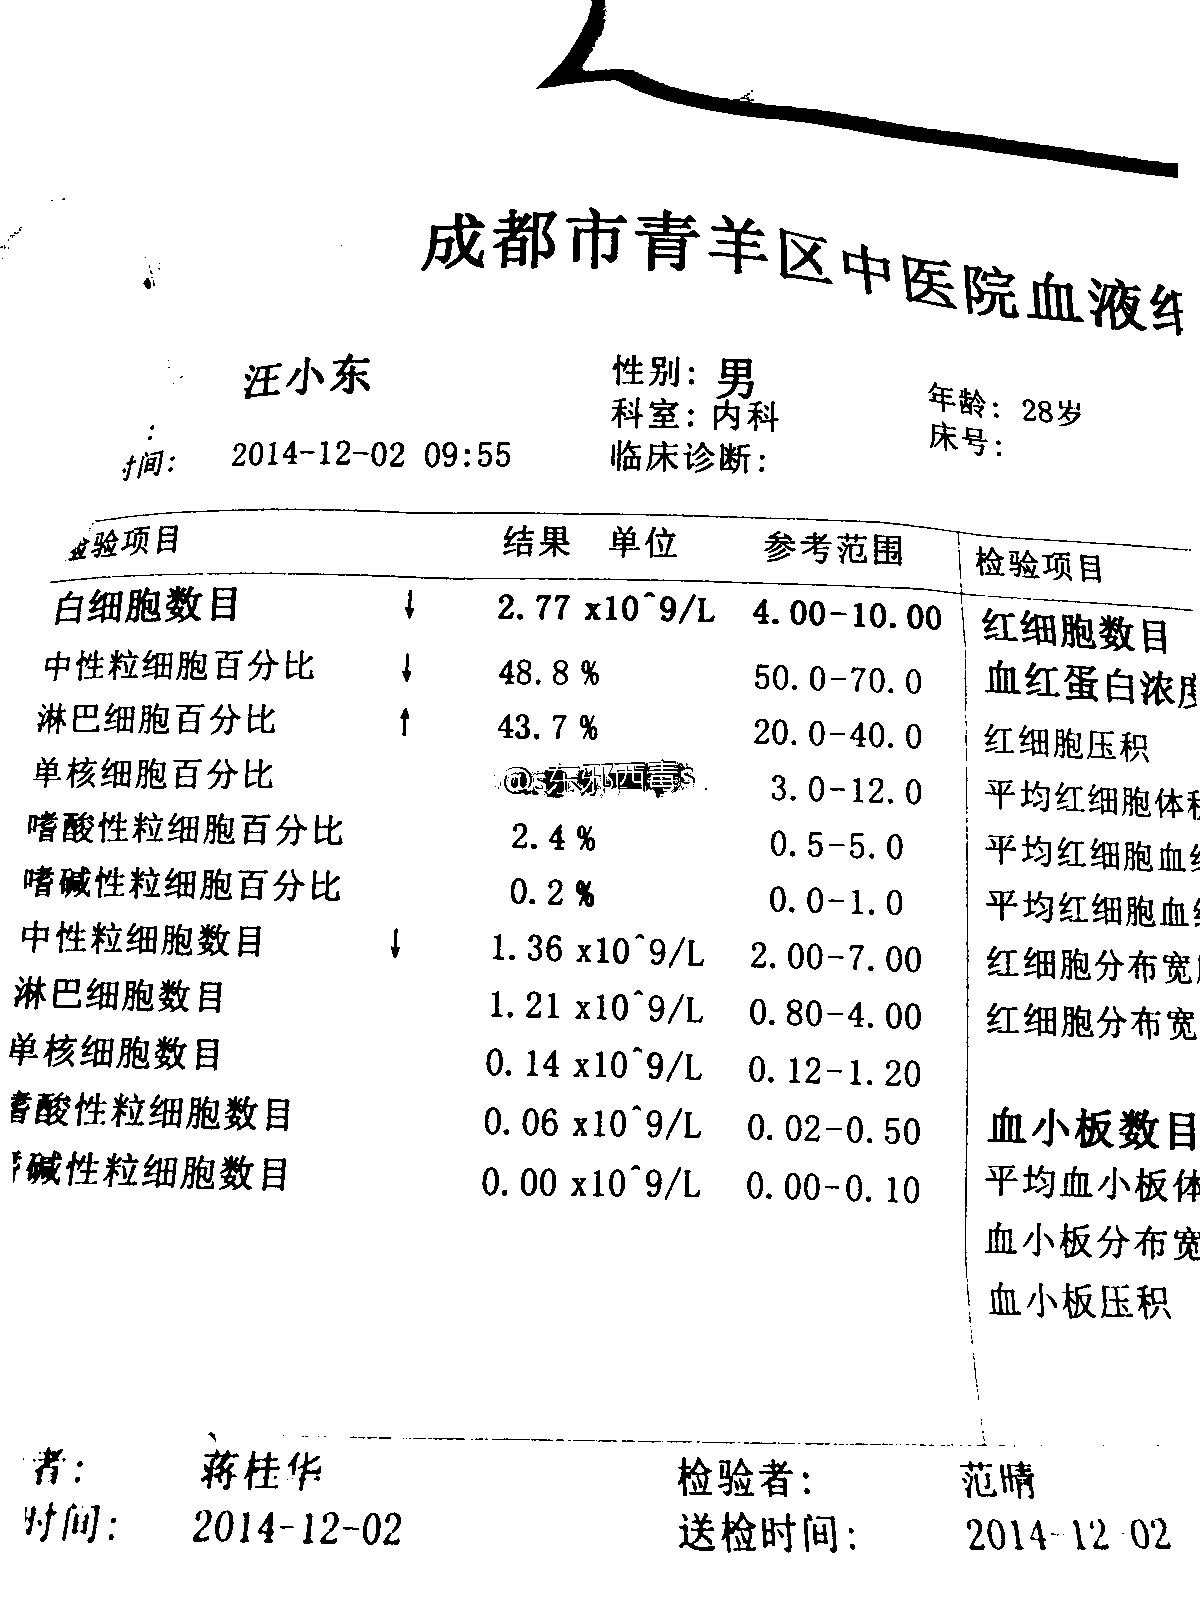 成都市青羊区中医院血液
汪小东 性别: 男 年龄: 28岁
科室: 内科 床号:
时间: 2014-12-02 09:55 临床诊断:
检验项目 结果 单位 参考范围 检验项目
白细胞数目 ↓ 2.77 x10^9/L 4.00-10.00 红细胞数目
中性粒细胞百分比 ↓ 48.8 % 50.0-70.0 血红蛋白浓度
淋巴细胞百分比 ↑ 43.7 % 20.0-40.0 红细胞压积
单核细胞百分比 @s东邪西毒s 3.0-12.0 平均红细胞体积
嗜酸性粒细胞百分比 2.4 % 0.5-5.0 平均红细胞血
嗜碱性粒细胞百分比 0.2 % 0.0-1.0 平均红细胞血
中性粒细胞数目 ↓ 1.36 x10^9/L 2.00-7.00 红细胞分布宽
淋巴细胞数目 1.21 x10^9/L 0.80-4.00 红细胞分布宽
单核细胞数目 0.14 x10^9/L 0.12-1.20
嗜酸性粒细胞数目 0.06 x10^9/L 0.02-0.50 血小板数目
嗜碱性粒细胞数目 0.00 x10^9/L 0.00-0.10 平均血小板体
血小板分布宽
血小板压积
者: 蒋桂华 检验者: 范晴
时间: 2014-12-02 送检时间: 2014-12-02